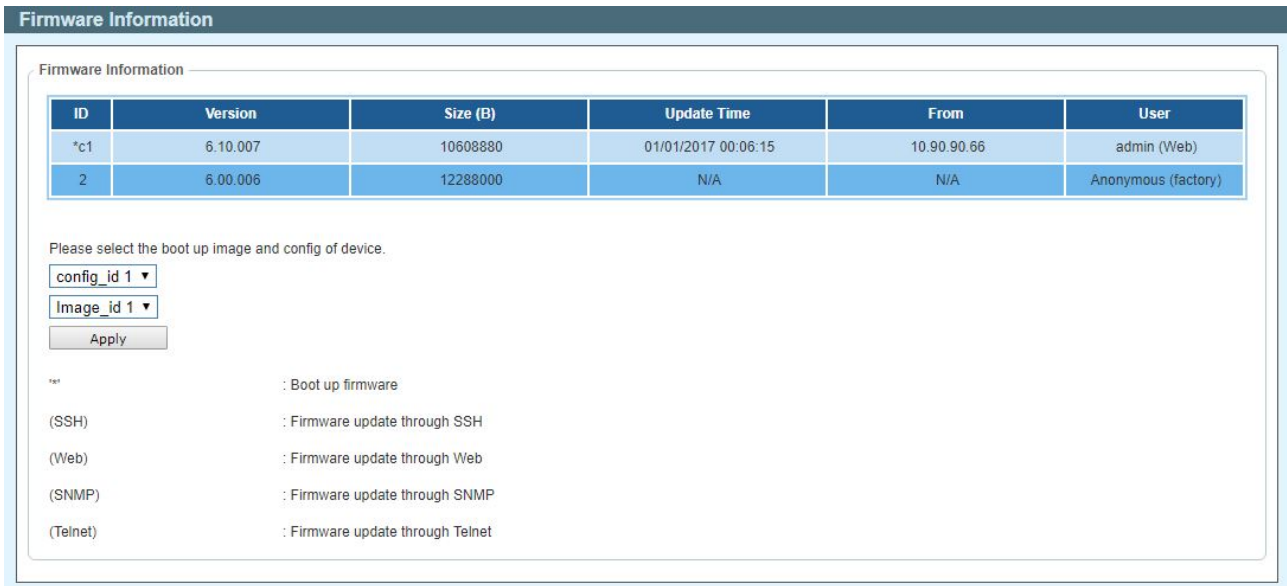 Firmware Information
Firmware Information
ID Version Size (B) Update Time From User
*c1 6.10.007 10608880 01/01/2017 00:06:15 10.90.90.66 admin (Web)
2 6.00.006 12288000 N/A N/A Anonymous (factory)
Please select the boot up image and config of device.
config_id 1 ▼
Image_id 1 ▼
Apply
'*' : Boot up firmware
(SSH) : Firmware update through SSH
(Web) : Firmware update through Web
(SNMP) : Firmware update through SNMP
(Telnet) : Firmware update through Telnet